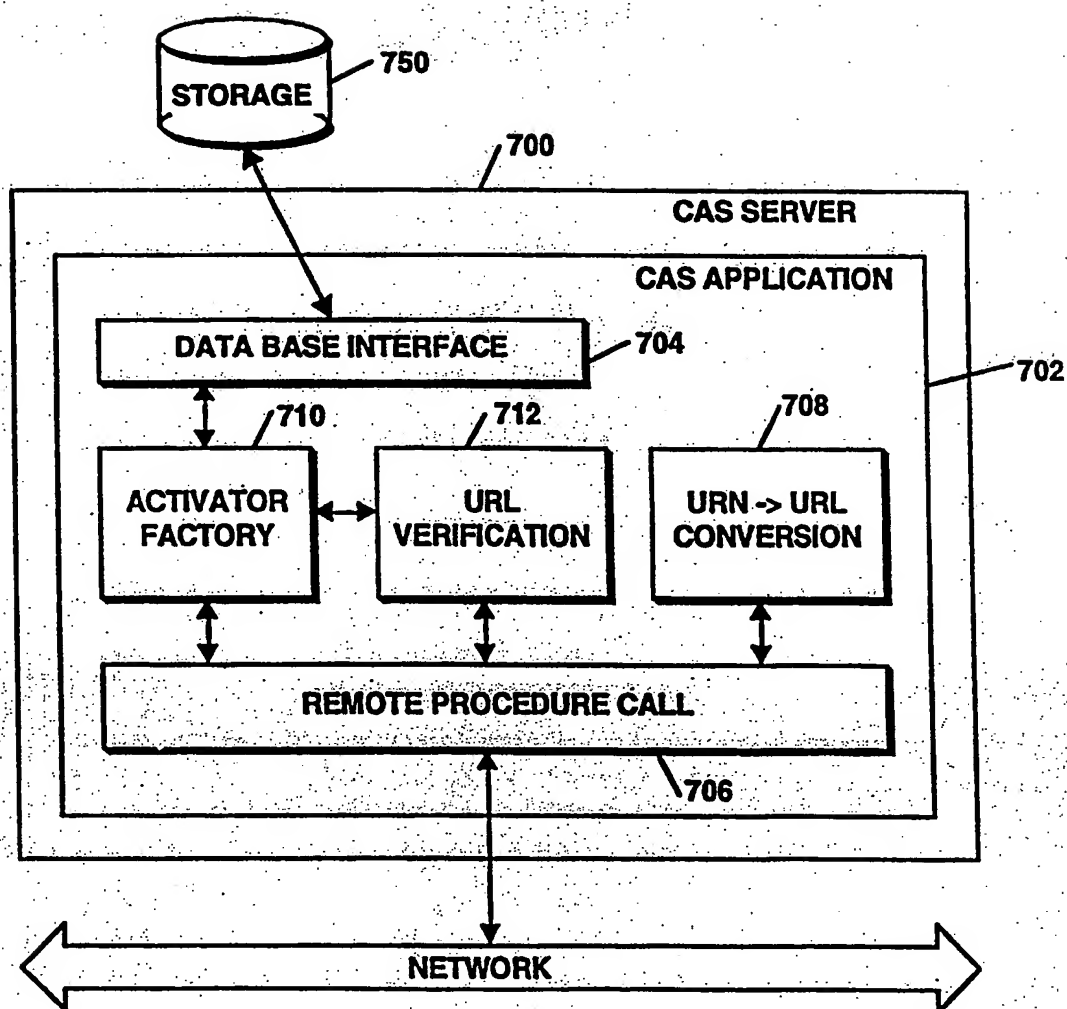 STORAGE
750
700
CAS SERVER
CAS APPLICATION
DATA BASE INTERFACE
704
702
710
712
708
ACTIVATOR
FACTORY
URL
VERIFICATION
URN -> URL
CONVERSION
REMOTE PROCEDURE CALL
706
NETWORK